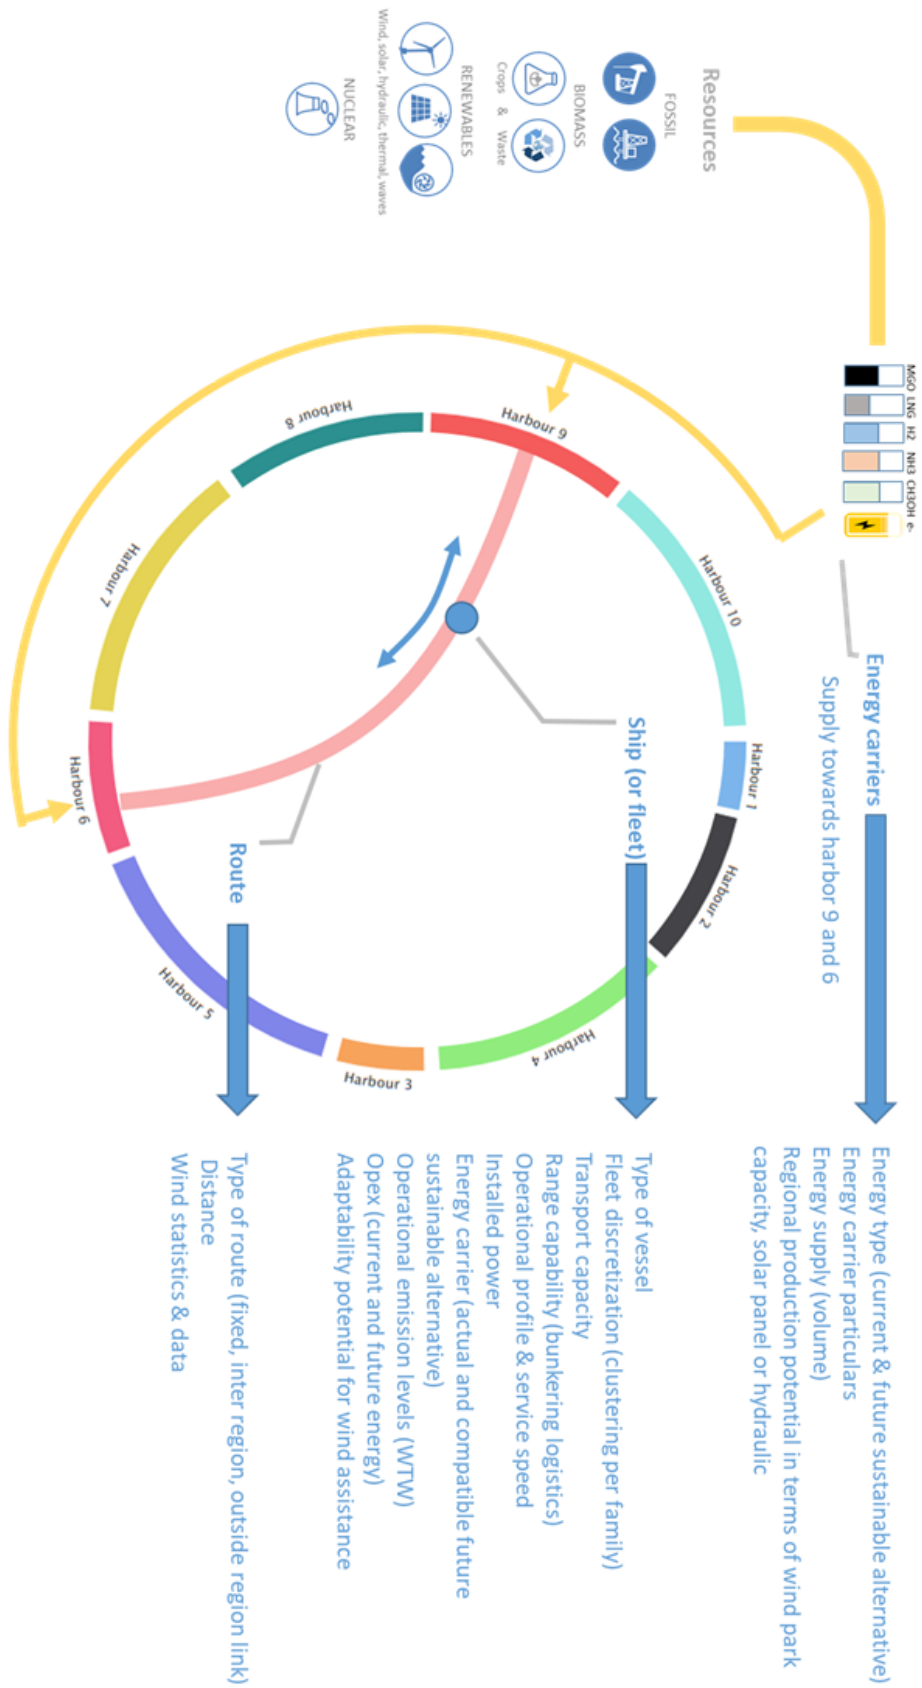 Resources
FOSSIL
BIOMASS
Crops & Waste
RENEWABLES
Wind, solar, hydraulic, thermal, waves
NUCLEAR
MGO LNG H2 NH3 CH3OH e-
Energy carriers
Supply towards harbor 9 and 6
Energy type (current & future sustainable alternative)
Energy carrier particulars
Energy supply (volume)
Regional production potential in terms of wind park
capacity, solar panel or hydraulic
Harbour 9
Harbour 10
Harbour 1
Harbour 2
Harbour 4
Harbour 3
Harbour 5
Harbour 6
Harbour 7
Harbour 8
Ship (or fleet)
Type of vessel
Fleet discretization (clustering per family)
Transport capacity
Range capability (bunkering logistics)
Operational profile & service speed
Installed power
Energy carrier (actual and compatible future
sustainable alternative)
Operational emission levels (WTW)
Opex (current and future energy)
Adaptability potential for wind assistance
Route
Type of route (fixed, inter region, outside region link)
Distance
Wind statistics & data